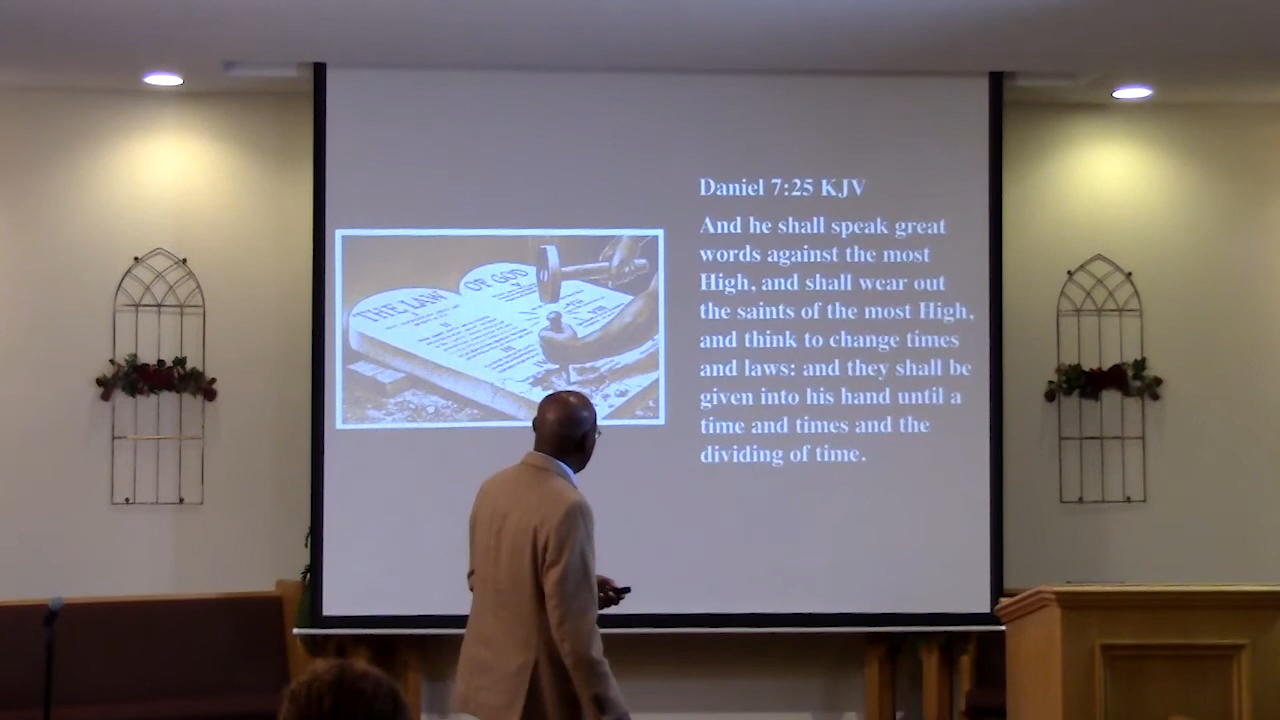 THE LAW OF GOD
Daniel 7:25 KJV
And he shall speak great
words against the most
High, and shall wear out
the saints of the most High,
and think to change times
and laws: and they shall be
given into his hand until a
time and times and the
dividing of time.